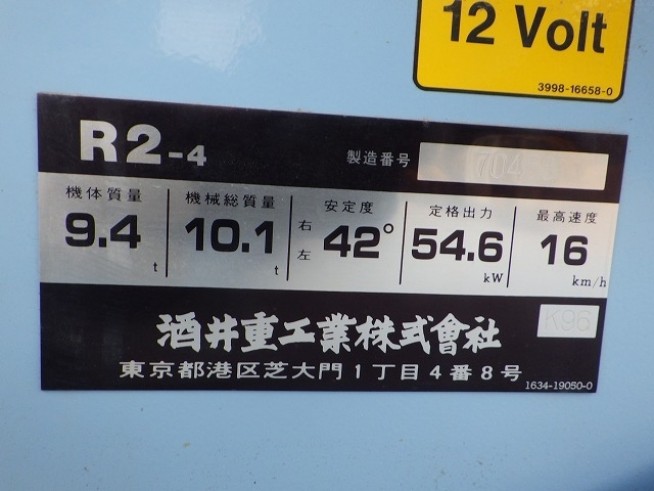 12 Volt
3998-16658-0
R2-4
製造番号
704
機体質量 9.4 t
機械総質量 10.1 t
安定度 右 左 42°
定格出力 54.6 kW
最高速度 16 km/h
K96
酒井重工業株式會社
東京都港区芝大門1丁目4番8号
1634-19050-0